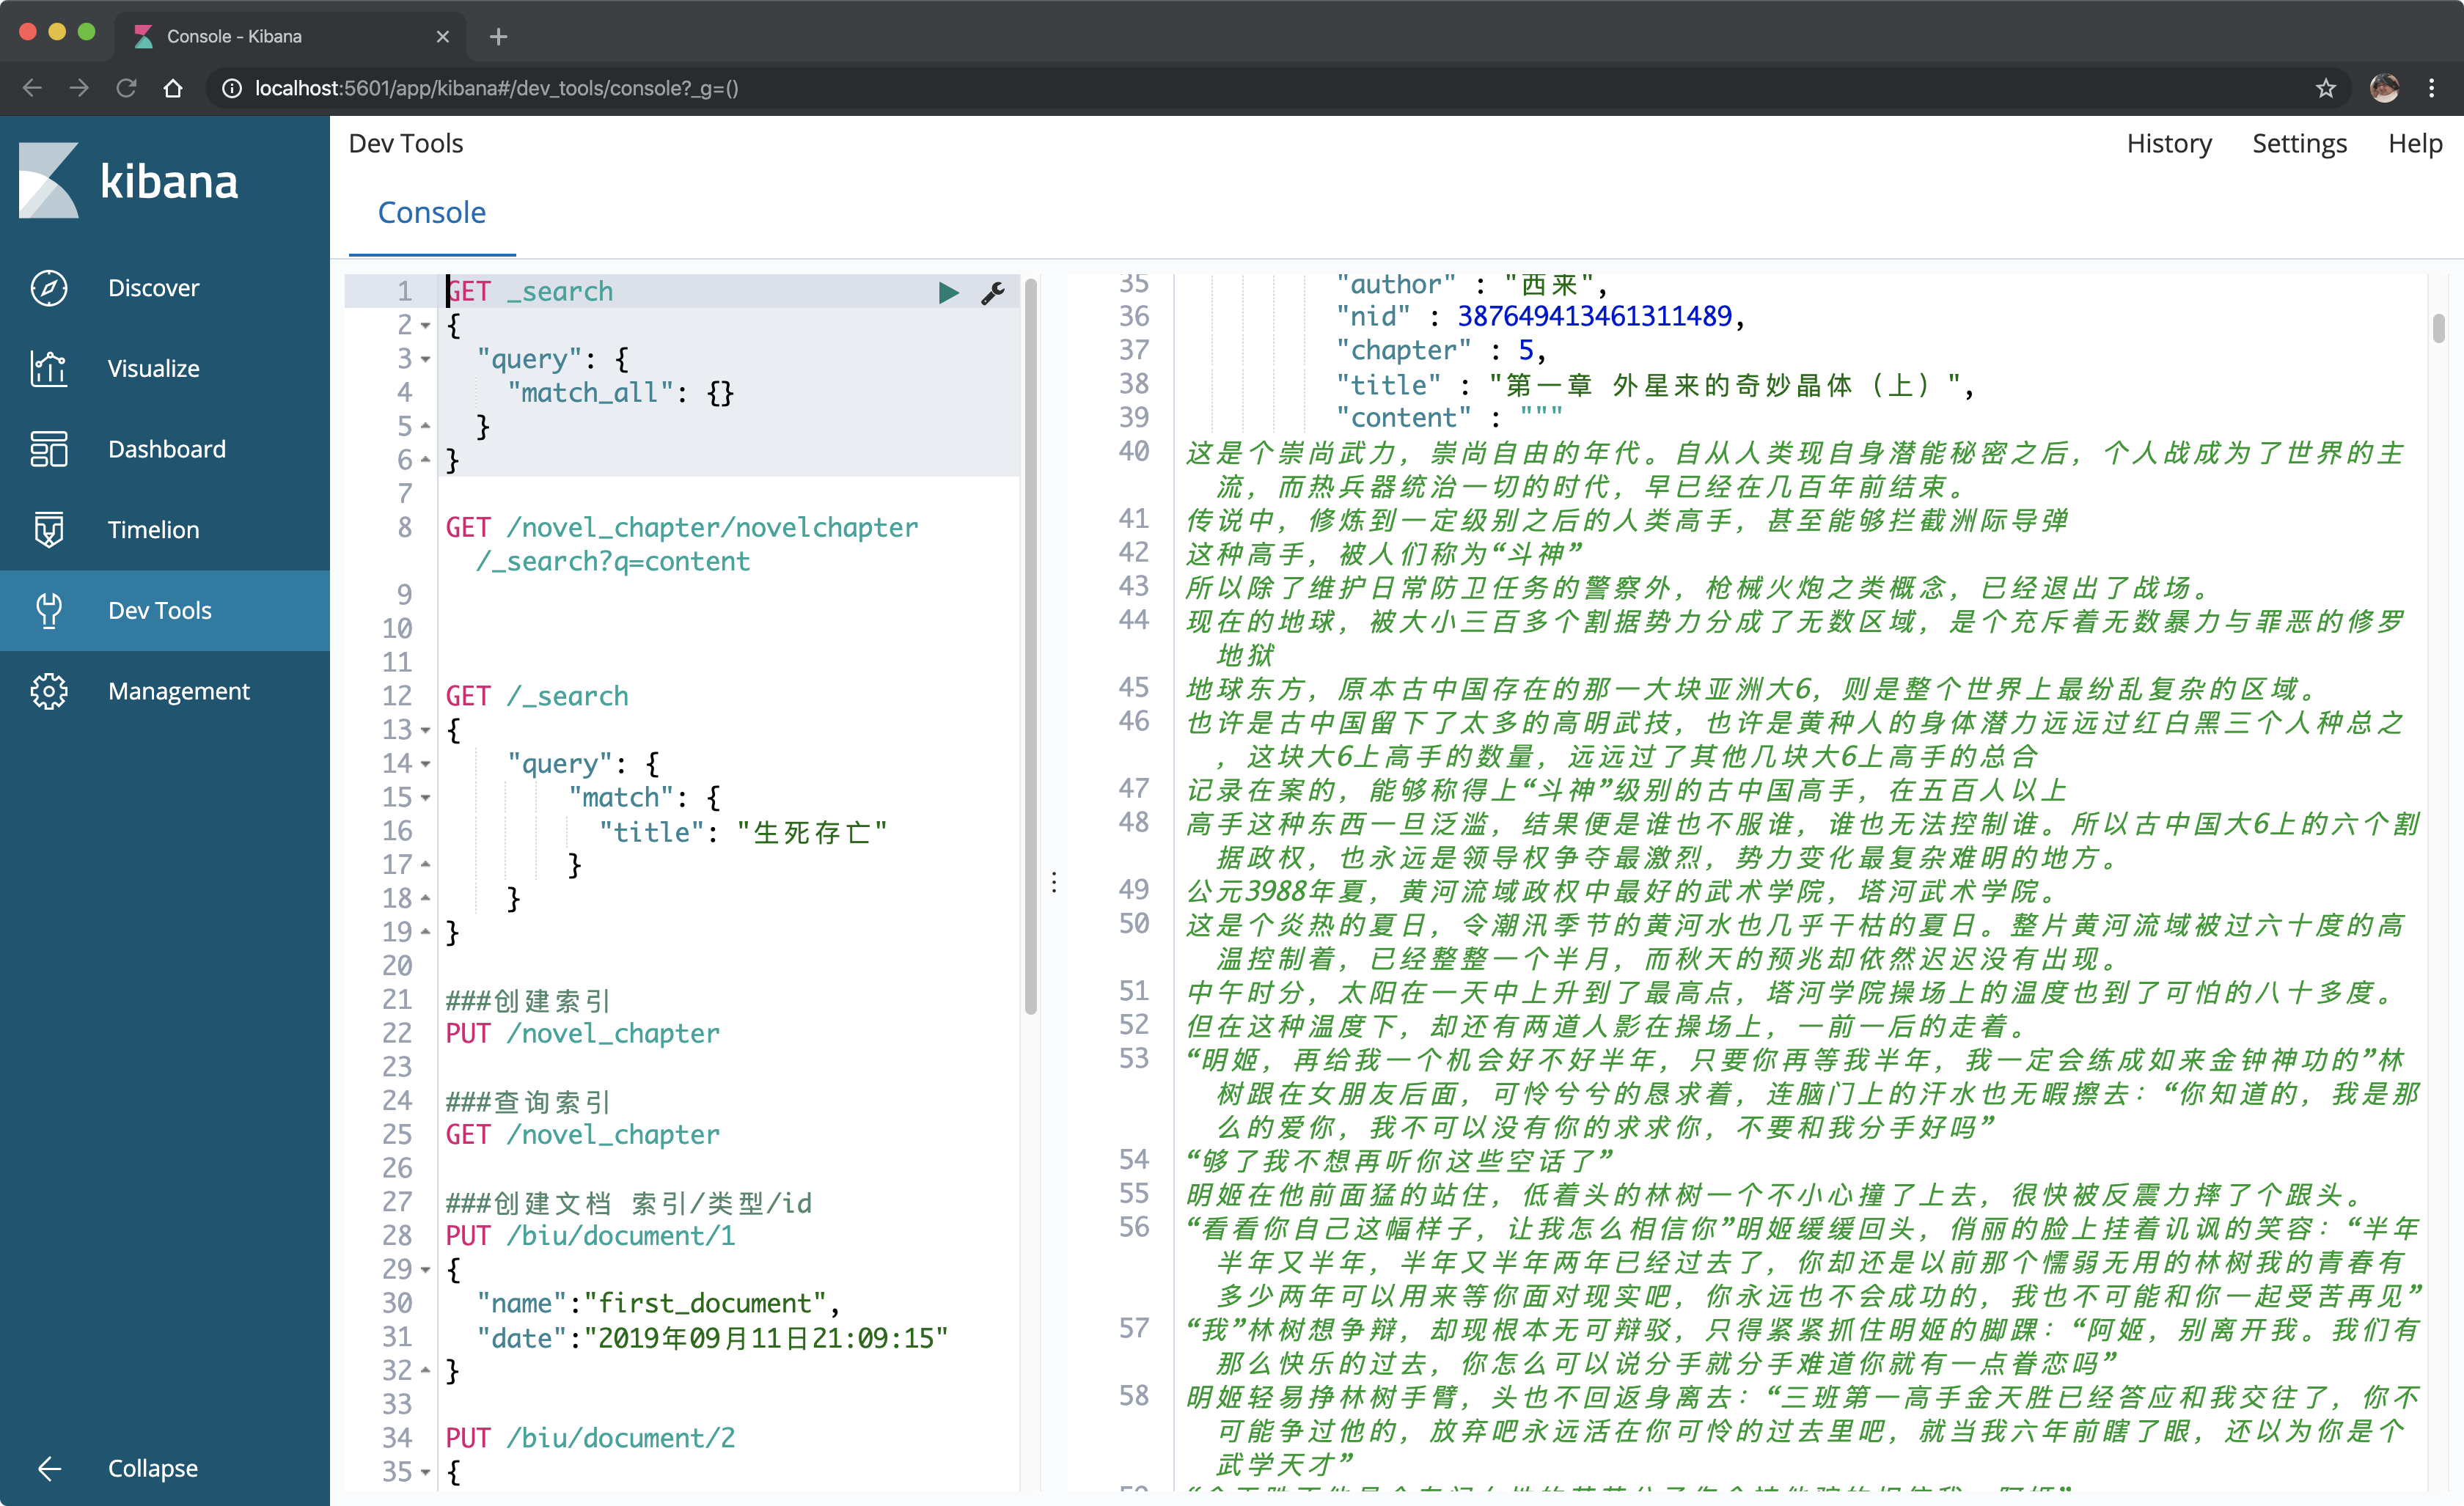 Console - Kibana
localhost:5601/app/kibana#/dev_tools/console?_g=()
kibana
Discover
Visualize
Dashboard
Timelion
Dev Tools
Management
Collapse
Dev Tools
History Settings Help
Console
1 GET _search
2 {
3 "query": {
4 "match_all": {}
5 }
6 }
7
8 GET /novel_chapter/novelchapter
/_search?q=content
9
10
11
12 GET /_search
13 {
14 "query": {
15 "match": {
16 "title": "生死存亡"
17 }
18 }
19 }
20
21 ###创建索引
22 PUT /novel_chapter
23
24 ###查询索引
25 GET /novel_chapter
26
27 ###创建文档 索引/类型/id
28 PUT /biu/document/1
29 {
30 "name":"first_document",
31 "date":"2019年09月11日21:09:15"
32 }
33
34 PUT /biu/document/2
35 {
35 "author" : "西来",
36 "nid" : 387649413461311489,
37 "chapter" : 5,
38 "title" : "第一章 外星来的奇妙晶体（上）",
39 "content" : """
40 这是个崇尚武力，崇尚自由的年代。自从人类现自身潜能秘密之后，个人战成为了世界的主
流，而热兵器统治一切的时代，早已经在几百年前结束。
41 传说中，修炼到一定级别之后的人类高手，甚至能够拦截洲际导弹
42 这种高手，被人们称为“斗神”
43 所以除了维护日常防卫任务的警察外，枪械火炮之类概念，已经退出了战场。
44 现在的地球，被大小三百多个割据势力分成了无数区域，是个充斥着无数暴力与罪恶的修罗
地狱
45 地球东方，原本古中国存在的那一大块亚洲大6，则是整个世界上最纷乱复杂的区域。
46 也许是古中国留下了太多的高明武技，也许是黄种人的身体潜力远远过红白黑三个人种总之
，这块大6上高手的数量，远远过了其他几块大6上高手的总合
47 记录在案的，能够称得上“斗神”级别的古中国高手，在五百人以上
48 高手这种东西一旦泛滥，结果便是谁也不服谁，谁也无法控制谁。所以古中国大6上的六个割
据政权，也永远是领导权争夺最激烈，势力变化最复杂难明的地方。
49 公元3988年夏，黄河流域政权中最好的武术学院，塔河武术学院。
50 这是个炎热的夏日，令潮汛季节的黄河水也几乎干枯的夏日。整片黄河流域被过六十度的高
温控制着，已经整整一个半月，而秋天的预兆却依然迟迟没有出现。
51 中午时分，太阳在一天中上升到了最高点，塔河学院操场上的温度也到了可怕的八十多度。
52 但在这种温度下，却还有两道人影在操场上，一前一后的走着。
53 “明姬，再给我一个机会好不好半年，只要你再等我半年，我一定会练成如来金钟神功的”林
树跟在女朋友后面，可怜兮兮的恳求着，连脑门上的汗水也无暇擦去：“你知道的，我是那
么的爱你，我不可以没有你的求求你，不要和我分手好吗”
54 “够了我不想再听你这些空话了”
55 明姬在他前面猛的站住，低着头的林树一个不小心撞了上去，很快被反震力摔了个跟头。
56 “看看你自己这幅样子，让我怎么相信你”明姬缓缓回头，俏丽的脸上挂着讥讽的笑容：“半年
半年又半年，半年又半年两年已经过去了，你却还是以前那个懦弱无用的林树我的青春有
多少两年可以用来等你面对现实吧，你永远也不会成功的，我也不可能和你一起受苦再见”
57 “我”林树想争辩，却现根本无可辩驳，只得紧紧抓住明姬的脚踝：“阿姬，别离开我。我们有
那么快乐的过去，你怎么可以说分手就分手难道你就有一点眷恋吗”
58 明姬轻易挣林树手臂，头也不回返身离去：“三班第一高手金天胜已经答应和我交往了，你不
可能争过他的，放弃吧永远活在你可怜的过去里吧，就当我六年前瞎了眼，还以为你是个
武学天才”